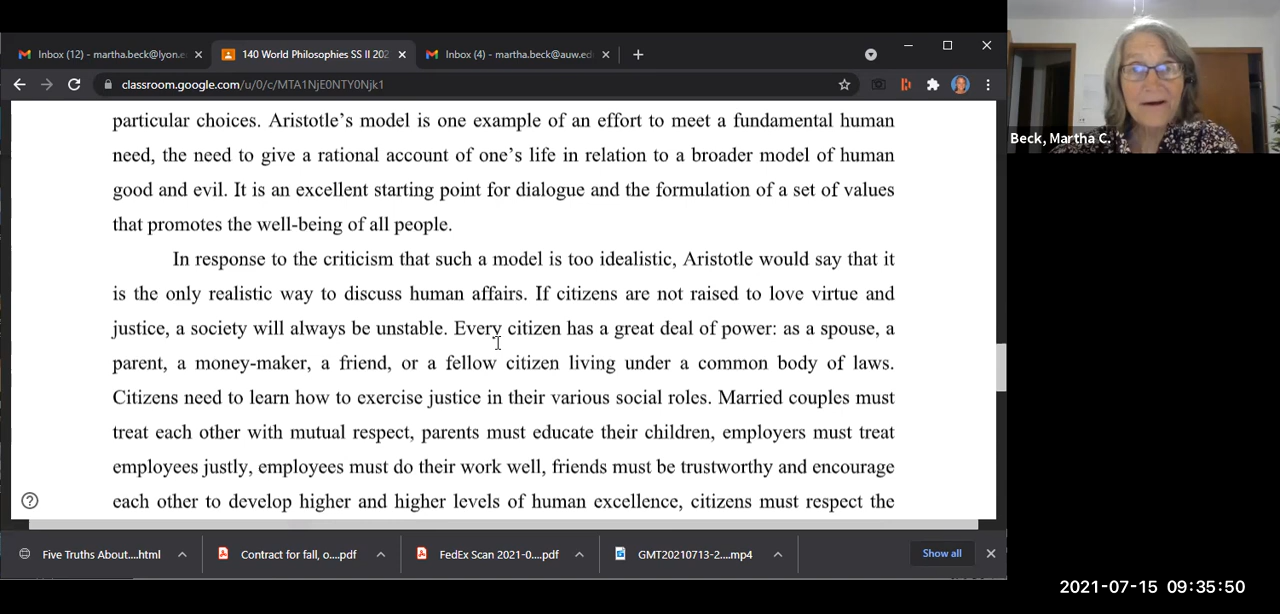 Inbox (12) - martha.beck@lyon.e
140 World Philosophies SS II 202
Inbox (4) - martha.beck@auw.ed
classroom.google.com/u/0/c/MTA1NjE0NTY0Njk1
Beck, Martha C.
particular choices. Aristotle's model is one example of an effort to meet a fundamental human
need, the need to give a rational account of one's life in relation to a broader model of human
good and evil. It is an excellent starting point for dialogue and the formulation of a set of values
that promotes the well-being of all people.
In response to the criticism that such a model is too idealistic, Aristotle would say that it
is the only realistic way to discuss human affairs. If citizens are not raised to love virtue and
justice, a society will always be unstable. Every citizen has a great deal of power: as a spouse, a
parent, a money-maker, a friend, or a fellow citizen living under a common body of laws.
Citizens need to learn how to exercise justice in their various social roles. Married couples must
treat each other with mutual respect, parents must educate their children, employers must treat
employees justly, employees must do their work well, friends must be trustworthy and encourage
each other to develop higher and higher levels of human excellence, citizens must respect the
Five Truths About....html
Contract for fall, o....pdf
FedEx Scan 2021-0....pdf
GMT20210713-2....mp4
Show all
2021-07-15 09:35:50